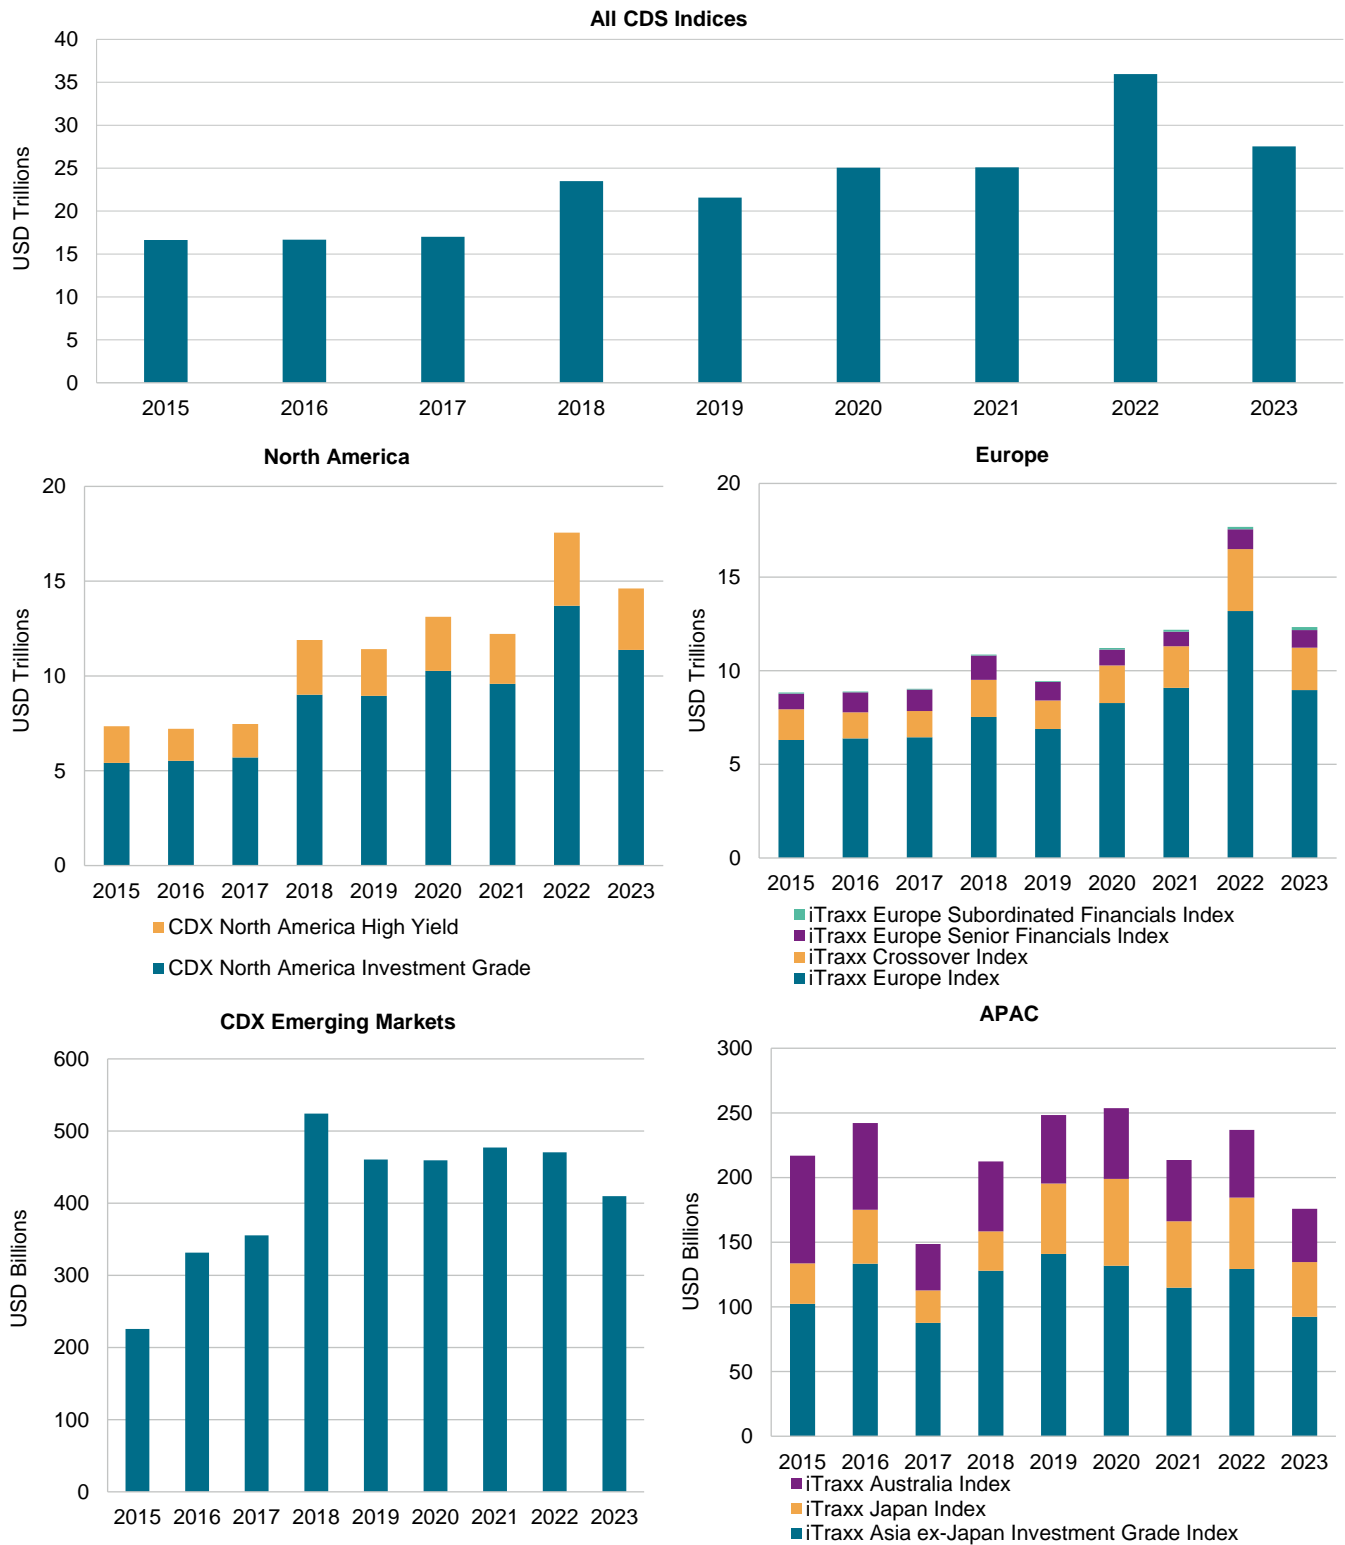 All CDS Indices
USD Trillions
40
35
30
25
20
15
10
5
0
2015 2016 2017 2018 2019 2020 2021 2022 2023
North America
USD Trillions
20
15
10
5
0
2015 2016 2017 2018 2019 2020 2021 2022 2023
CDX North America High Yield
CDX North America Investment Grade
Europe
USD Trillions
20
15
10
5
0
2015 2016 2017 2018 2019 2020 2021 2022 2023
iTraxx Europe Subordinated Financials Index
iTraxx Europe Senior Financials Index
iTraxx Crossover Index
iTraxx Europe Index
CDX Emerging Markets
USD Billions
600
500
400
300
200
100
0
2015 2016 2017 2018 2019 2020 2021 2022 2023
APAC
USD Billions
300
250
200
150
100
50
0
2015 2016 2017 2018 2019 2020 2021 2022 2023
iTraxx Australia Index
iTraxx Japan Index
iTraxx Asia ex-Japan Investment Grade Index